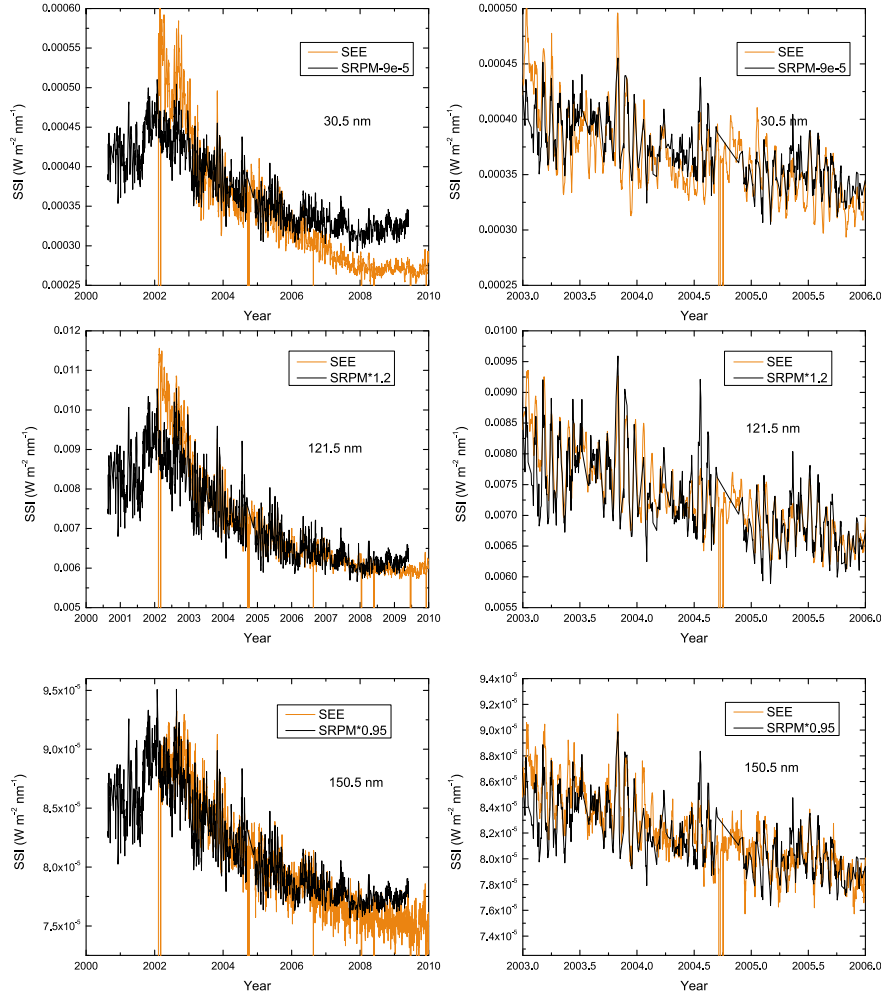 0.00060
0.00055
0.00050
0.00045
0.00040
0.00035
0.00030
0.00025
SSI (W m⁻² nm⁻¹)
SEE
SRPM-9e-5
30.5 nm
2000 2002 2004 2006 2008 2010
Year
0.00050
0.00045
0.00040
0.00035
0.00030
0.00025
SSI (W m⁻² nm⁻¹)
SEE
SRPM-9e-5
30.5 nm
2003.0 2003.5 2004.0 2004.5 2005.0 2005.5 2006.0
Year
0.012
0.011
0.010
0.009
0.008
0.007
0.006
0.005
SSI (W m⁻² nm⁻¹)
SEE
SRPM*1.2
121.5 nm
2000 2001 2002 2003 2004 2005 2006 2007 2008 2009 2010
Year
0.0100
0.0095
0.0090
0.0085
0.0080
0.0075
0.0070
0.0065
0.0060
0.0055
SSI (W m⁻² nm⁻¹)
SEE
SRPM*1.2
121.5 nm
2003.0 2003.5 2004.0 2004.5 2005.0 2005.5 2006.0
Year
9.5x10⁻⁵
9.0x10⁻⁵
8.5x10⁻⁵
8.0x10⁻⁵
7.5x10⁻⁵
SSI (W m⁻² nm⁻¹)
SEE
SRPM*0.95
150.5 nm
2000 2002 2004 2006 2008 2010
Year
9.4x10⁻⁵
9.2x10⁻⁵
9.0x10⁻⁵
8.8x10⁻⁵
8.6x10⁻⁵
8.4x10⁻⁵
8.2x10⁻⁵
8.0x10⁻⁵
7.8x10⁻⁵
7.6x10⁻⁵
7.4x10⁻⁵
SSI (W m⁻² nm⁻¹)
SEE
SRPM*0.95
150.5 nm
2003.0 2003.5 2004.0 2004.5 2005.0 2005.5 2006.0
Year